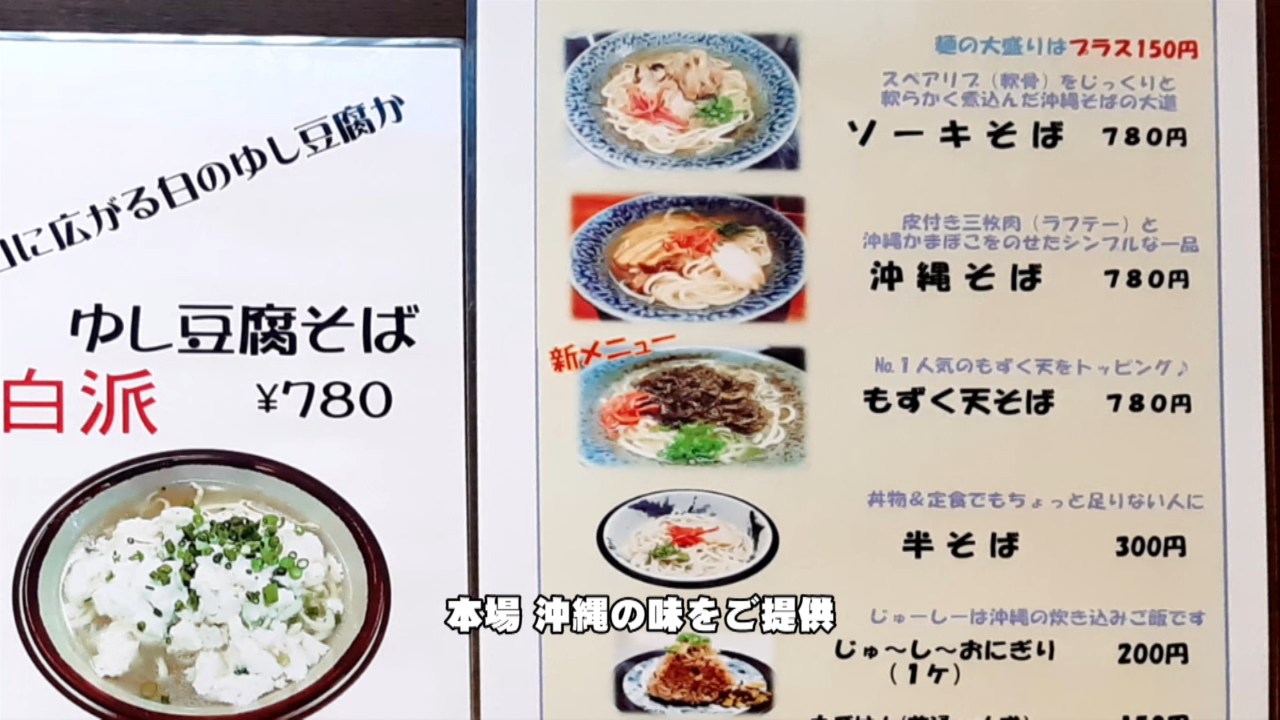 に広がる白のゆし豆腐か
ゆし豆腐そば
白派
¥780
麺の大盛りはプラス150円
スペアリブ（軟骨）をじっくりと
軟らかく煮込んだ沖縄そばの大道
ソーキそば 780円
皮付き三枚肉（ラフテー）と
沖縄かまぼこをのせたシンプルな一品
沖縄そば 780円
新メニュー
No.1人気のもずく天をトッピング♪
もずく天そば 780円
丼物＆定食でもちょっと足りない人に
半そば 300円
じゅーしーは沖縄の炊き込みご飯です
じゅ〜し〜おにぎり 200円
（1ケ）
本場 沖縄の味をご提供